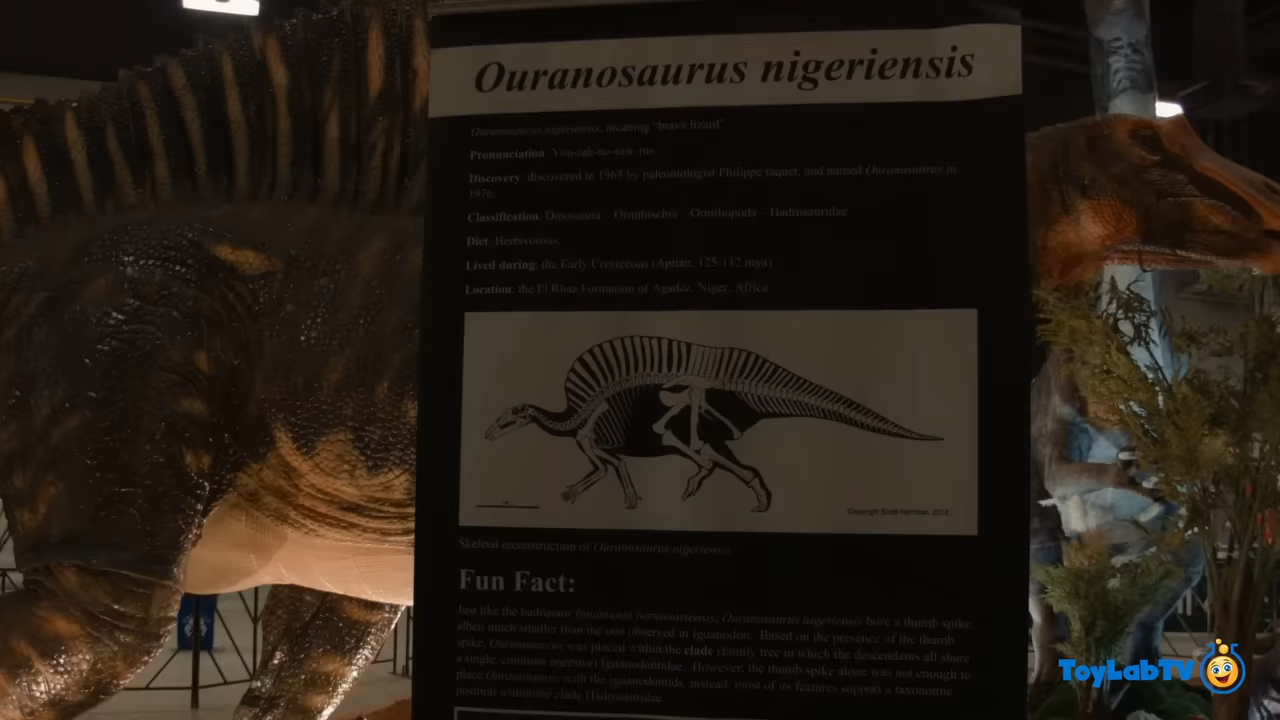 Ouranosaurus nigeriensis
Ouranosaurus nigeriensis, meaning "brave lizard"
Pronunciation: You-rah-no-saw-rus
Discovery: discovered in 1965 by paleontologist Philippe taquet, and named Ouranosaurus in
1976.
Classification: Dinosauria – Ornithischia – Ornithopoda – Hadrosauridae
Diet: Herbivorous.
Lived during: the Early Cretaceous (Aptian, 125-112 mya)
Location: the El Rhaz Formation of Agadez, Niger, Africa
Copyright Scott Hartman, 2012
Skeletal reconstruction of Ouranosaurus nigeriensis
Fun Fact:
Just like the hadrosaur Iguanodon bernissartensis, Ouranosaurus nigeriensis bore a thumb spike,
albeit much smaller than the one observed in Iguanodon. Based on the presence of the thumb
spike, Ouranosaurus was placed within the clade (family tree in which the descendants all share
a single, common ancestor) Iguanodontidae. However, the thumb spike alone was not enough to
place Ouranosaurus with the iguanodontids, instead, most of its features support a taxonomic
position within the clade Hadrosauridae.
ToyLabTV